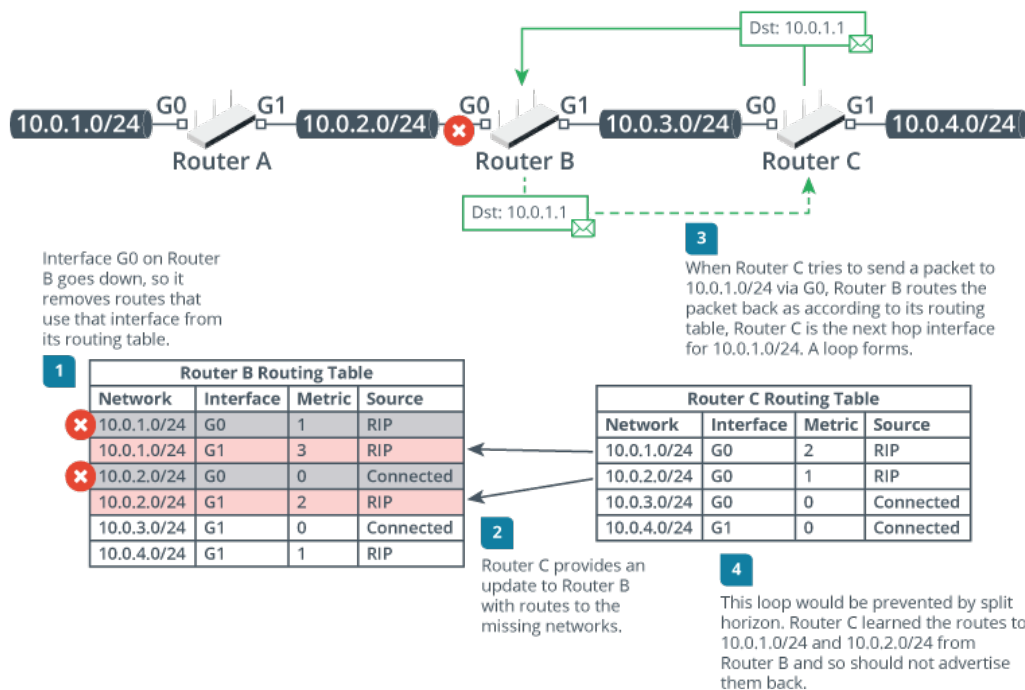 Dst: 10.0.1.1
G0 G1 G0 G1 G0 G1
10.0.1.0/24 10.0.2.0/24 10.0.3.0/24 10.0.4.0/24
Router A Router B Router C
Dst: 10.0.1.1
Interface G0 on Router
B goes down, so it
removes routes that
use that interface from
its routing table.
1
3
When Router C tries to send a packet to
10.0.1.0/24 via G0, Router B routes the
packet back as according to its routing
table, Router C is the next hop interface
for 10.0.1.0/24. A loop forms.
Router B Routing Table
Network Interface Metric Source
10.0.1.0/24 G0 1 RIP
10.0.1.0/24 G1 3 RIP
10.0.2.0/24 G0 0 Connected
10.0.2.0/24 G1 2 RIP
10.0.3.0/24 G1 0 Connected
10.0.4.0/24 G1 1 RIP
Router C Routing Table
Network Interface Metric Source
10.0.1.0/24 G0 2 RIP
10.0.2.0/24 G0 1 RIP
10.0.3.0/24 G0 0 Connected
10.0.4.0/24 G1 0 Connected
2
Router C provides an
update to Router B
with routes to the
missing networks.
4
This loop would be prevented by split
horizon. Router C learned the routes to
10.0.1.0/24 and 10.0.2.0/24 from
Router B and so should not advertise
them back.